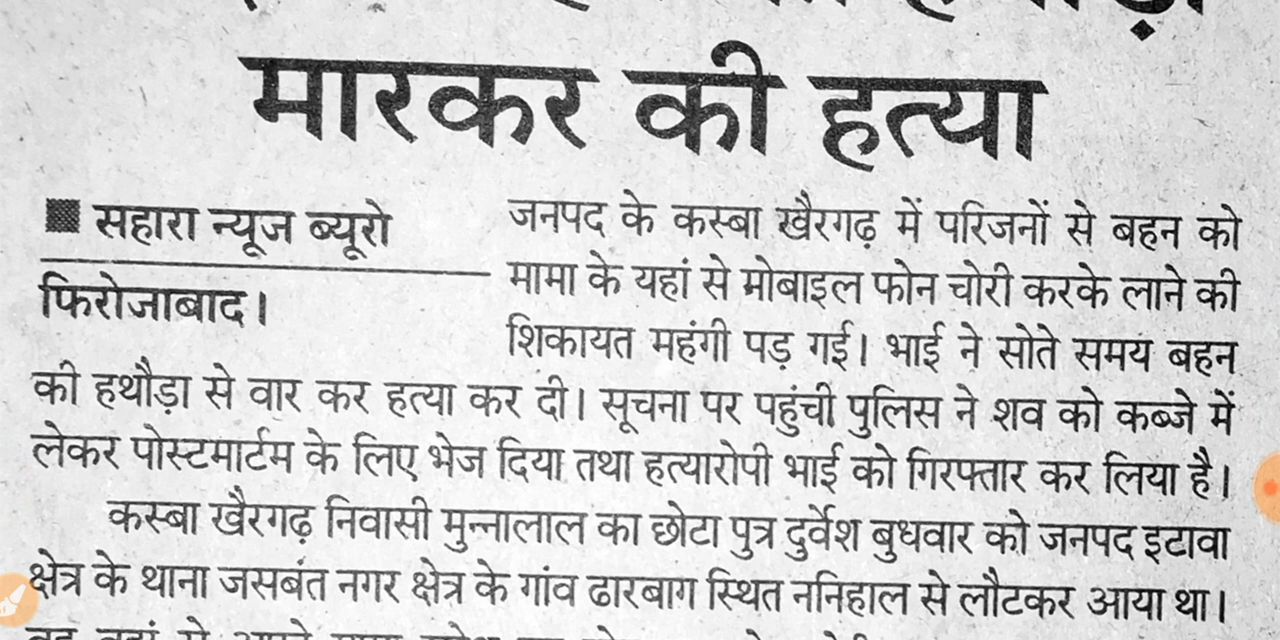 मारकर की हत्या
सहारा न्यूज ब्यूरो
फिरोजाबाद।
जनपद के कस्बा खैरगढ़ में परिजनों से बहन को
मामा के यहां से मोबाइल फोन चोरी करके लाने की
शिकायत महंगी पड़ गई। भाई ने सोते समय बहन
की हथौड़ा से वार कर हत्या कर दी। सूचना पर पहुंची पुलिस ने शव को कब्जे में
लेकर पोस्टमार्टम के लिए भेज दिया तथा हत्यारोपी भाई को गिरफ्तार कर लिया है।
कस्बा खैरगढ़ निवासी मुन्नालाल का छोटा पुत्र दुर्वेश बुधवार को जनपद इटावा
क्षेत्र के थाना जसबंत नगर क्षेत्र के गांव ढारबाग स्थित ननिहाल से लौटकर आया था।